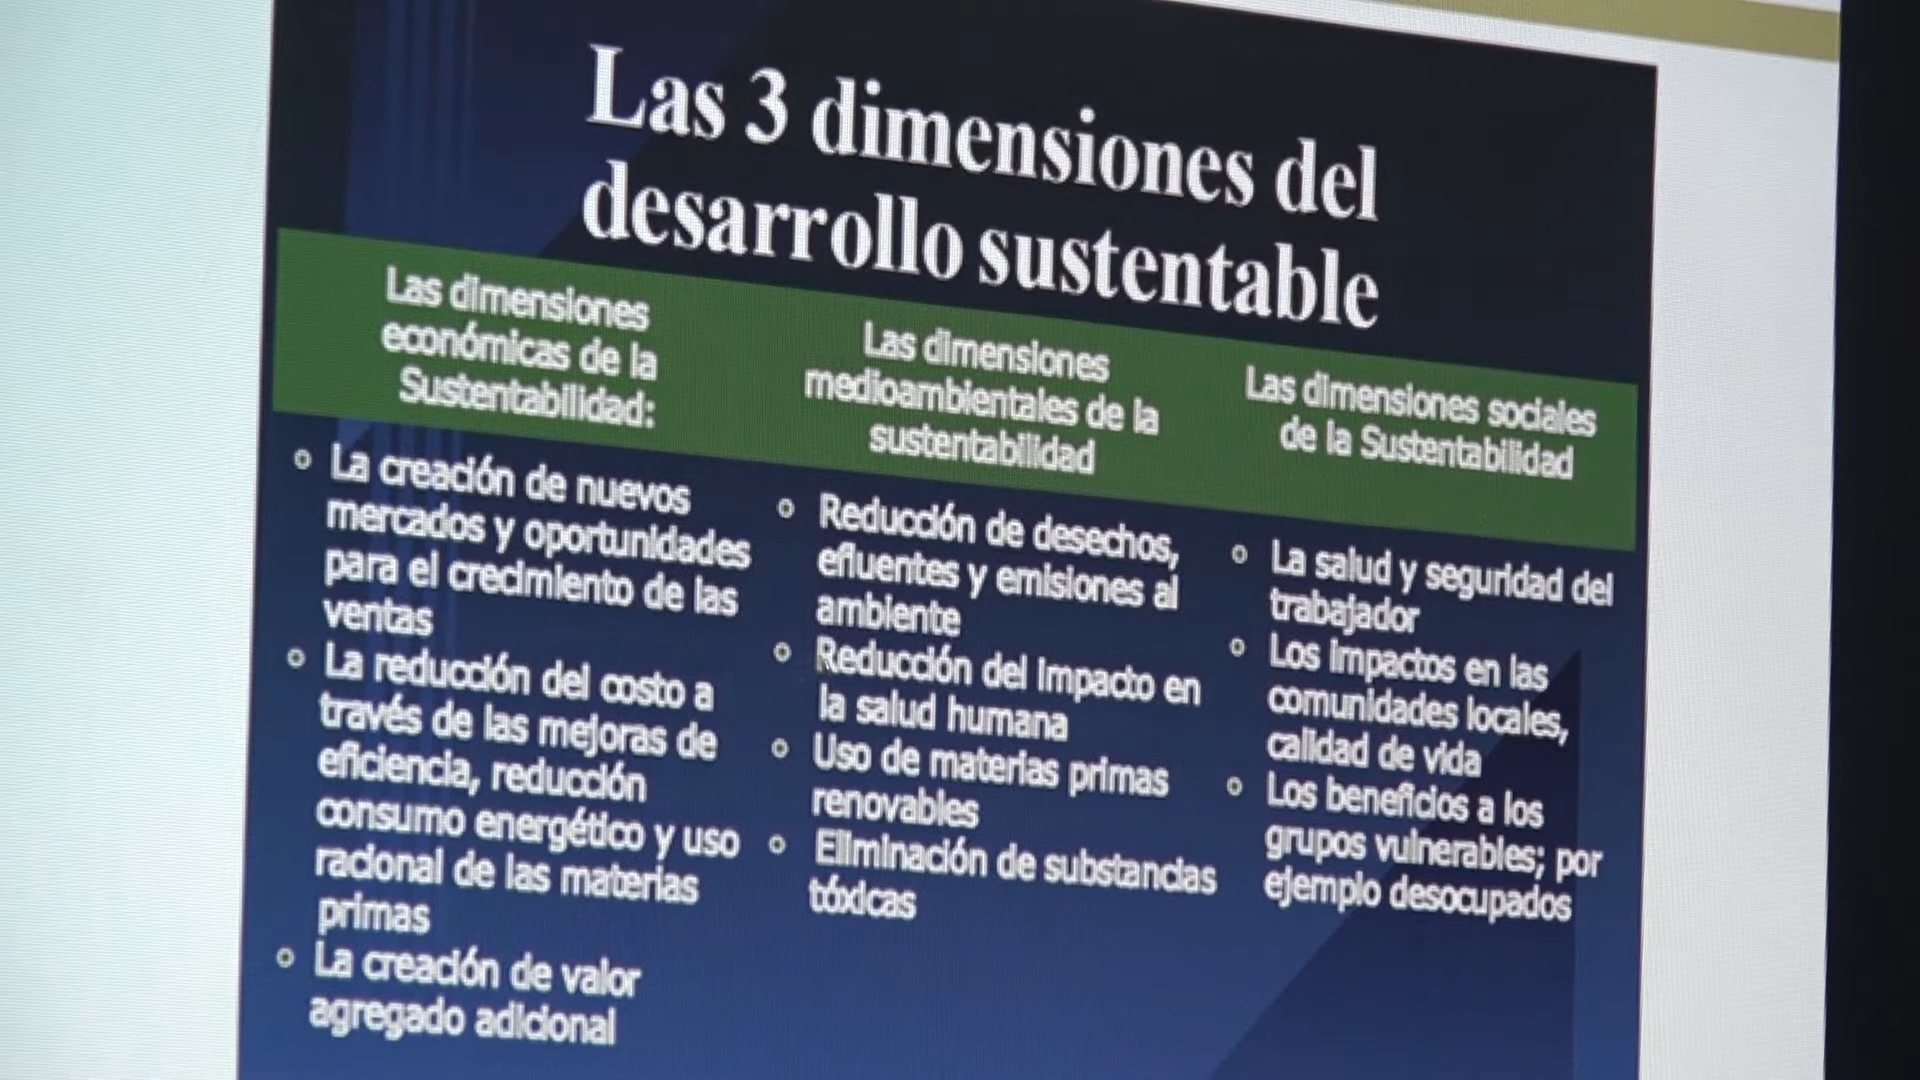 Las 3 dimensiones del
desarrollo sustentable
Las dimensiones
económicas de la
Sustentabilidad:
La creación de nuevos
mercados y oportunidades
para el crecimiento de las
ventas
La reducción del costo a
través de las mejoras de
eficiencia, reducción
consumo energético y uso
racional de las materias
primas
La creación de valor
agregado adicional
Las dimensiones
medioambientales de la
sustentabilidad
Reducción de desechos,
efluentes y emisiones al
ambiente
Reducción del impacto en
la salud humana
Uso de materias primas
renovables
Eliminación de substancias
tóxicas
Las dimensiones sociales
de la Sustentabilidad
La salud y seguridad del
trabajador
Los impactos en las
comunidades locales,
calidad de vida
Los beneficios a los
grupos vulnerables; por
ejemplo desocupados